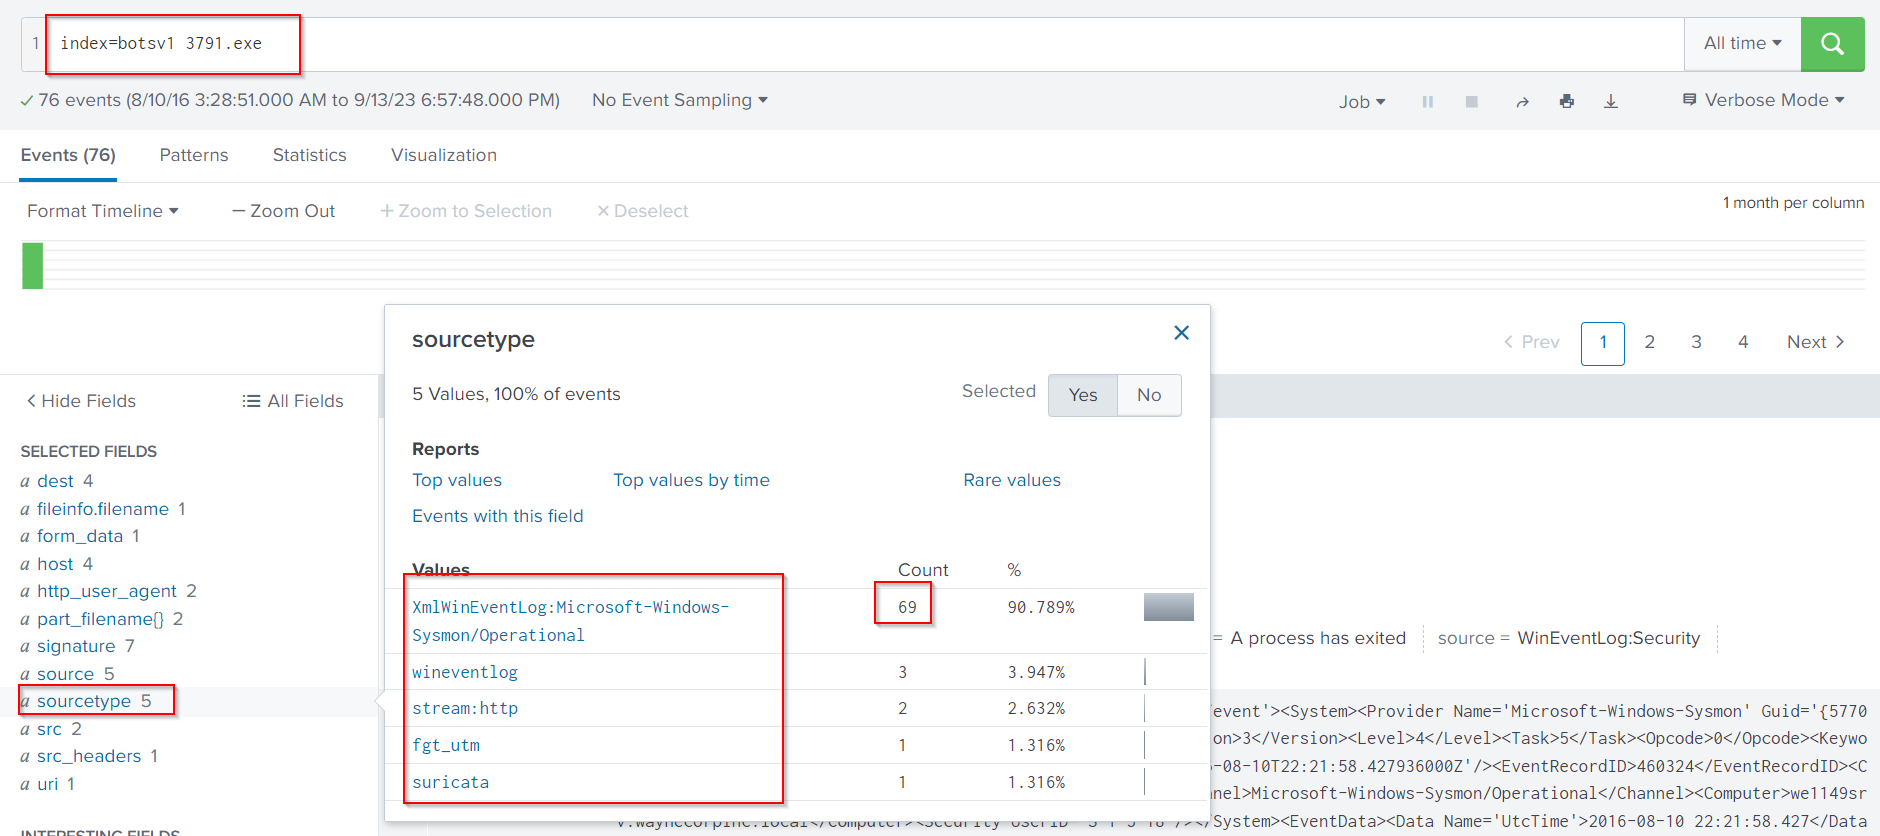 1 index=botsv1 3791.exe
All time
76 events (8/10/16 3:28:51.000 AM to 9/13/23 6:57:48.000 PM) No Event Sampling
Job Verbose Mode
Events (76) Patterns Statistics Visualization
Format Timeline — Zoom Out + Zoom to Selection × Deselect
1 month per column
sourcetype
< Prev 1 2 3 4 Next >
5 Values, 100% of events
Selected Yes No
< Hide Fields All Fields
Reports
SELECTED FIELDS
a dest 4
Top values Top values by time Rare values
a fileinfo.filename 1
Events with this field
a form_data 1
a host 4
Values Count %
a http_user_agent 2
XmlWinEventLog:Microsoft-Windows- 69 90.789%
Sysmon/Operational
a part_filename{} 2
= A process has exited source = WinEventLog:Security
a signature 7
a source 5
wineventlog 3 3.947%
a sourcetype 5
stream:http 2 2.632%
event'><System><Provider Name='Microsoft-Windows-Sysmon' Guid='{5770
a src 2
fgt_utm 1 1.316%
on>3</Version><Level>4</Level><Task>5</Task><Opcode>0</Opcode><Keywo
a src_headers 1
6-08-10T22:21:58.427936000Z'/><EventRecordID>460324</EventRecordID><C
a uri 1
suricata 1 1.316%
nel>Microsoft-Windows-Sysmon/Operational</Channel><Computer>we1149sr
INTERESTING FIELDS
v.waynecorpinc.local</Computer><Security UserID='S-1-5-18'/></System><EventData><Data Name='UtcTime'>2016-08-10 22:21:58.427</Data